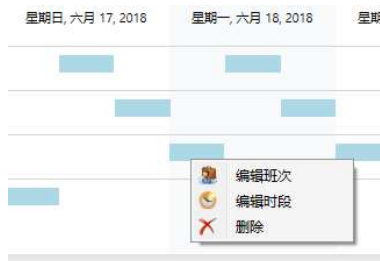 星期日, 六月 17, 2018 星期一, 六月 18, 2018 星期
编辑班次
编辑时段
删除